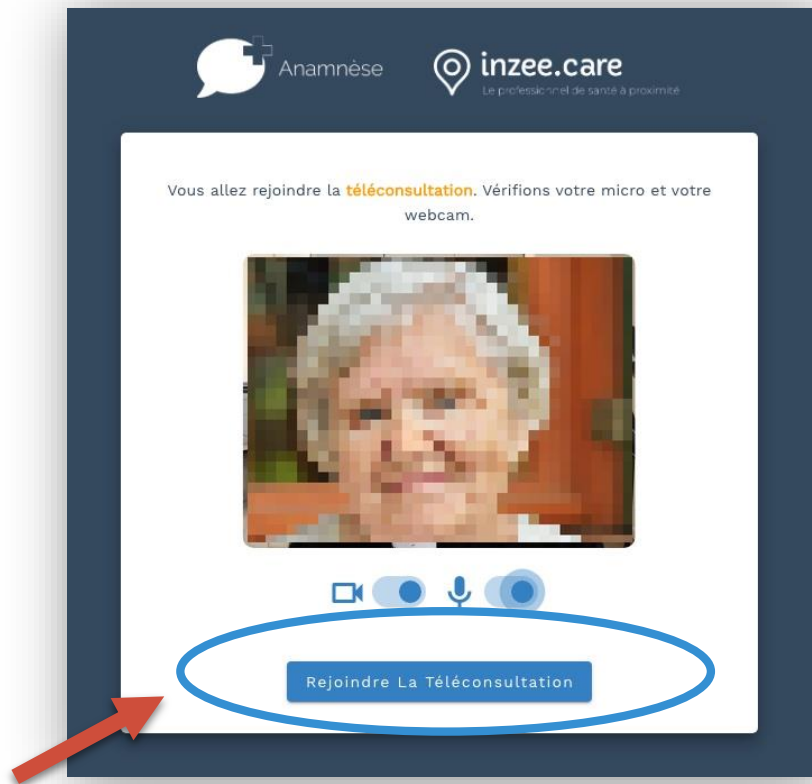 Anamnèse
inzee.care
Le professionnel de santé à proximité
Vous allez rejoindre la téléconsultation. Vérifions votre micro et votre
webcam.
Rejoindre La Téléconsultation